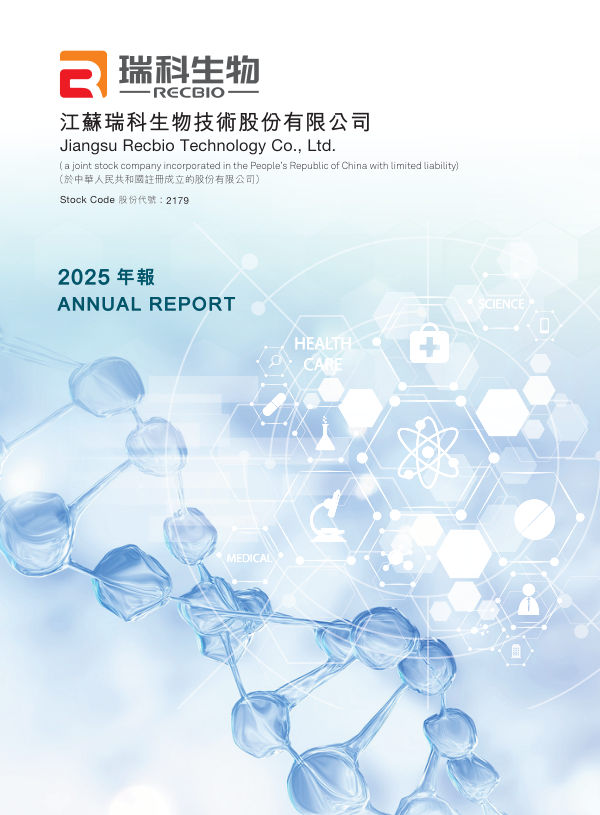 瑞科生物
RECBIO
江蘇瑞科生物技術股份有限公司
Jiangsu Recbio Technology Co., Ltd.
( a joint stock company incorporated in the People's Republic of China with limited liability)
（於中華人民共和國註冊成立的股份有限公司）
Stock Code 股份代號：2179
2025 年報
ANNUAL REPORT
SCIENCE
HEALTH
CARE
MEDICAL